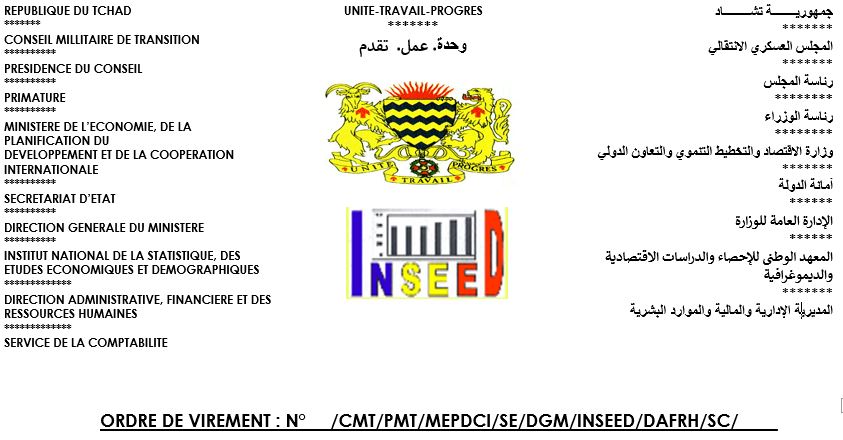 REPUBLIQUE DU TCHAD
*******
CONSEIL MILLITAIRE DE TRANSITION
**********
PRESIDENCE DU CONSEIL
**********
PRIMATURE
**********
MINISTERE DE L'ECONOMIE, DE LA
PLANIFICATION DU
DEVELOPPEMENT ET DE LA COOPERATION
INTERNATIONALE
**********
SECRETARIAT D'ETAT
**********
DIRECTION GENERALE DU MINISTERE
**********
INSTITUT NATIONAL DE LA STATISTIQUE, DES
ETUDES ECONOMIQUES ET DEMOGRAPHIQUES
*************
DIRECTION ADMINISTRATIVE, FINANCIERE ET DES
RESSOURCES HUMAINES
*************
SERVICE DE LA COMPTABILITE
UNITE-TRAVAIL-PROGRES
*******
وحدة. عمل. تقدم
UNITE TRAVAIL PROGRES
INSEED
جمهوريـــــة تشـــــــاد
*******
المجلس العسكري الانتقالي
*******
رئاسة المجلس
********
رئاسة الوزراء
********
وزارة الاقتصاد والتخطيط التنموي والتعاون الدولي
*******
أمانة الدولة
******
الإدارة العامة للوزارة
******
المعهد الوطني للإحصاء والدراسات الاقتصادية
والديموغرافية
*******
المديرية الإدارية والمالية والموارد البشرية
ORDRE DE VIREMENT : N° /CMT/PMT/MEPDCI/SE/DGM/INSEED/DAFRH/SC/